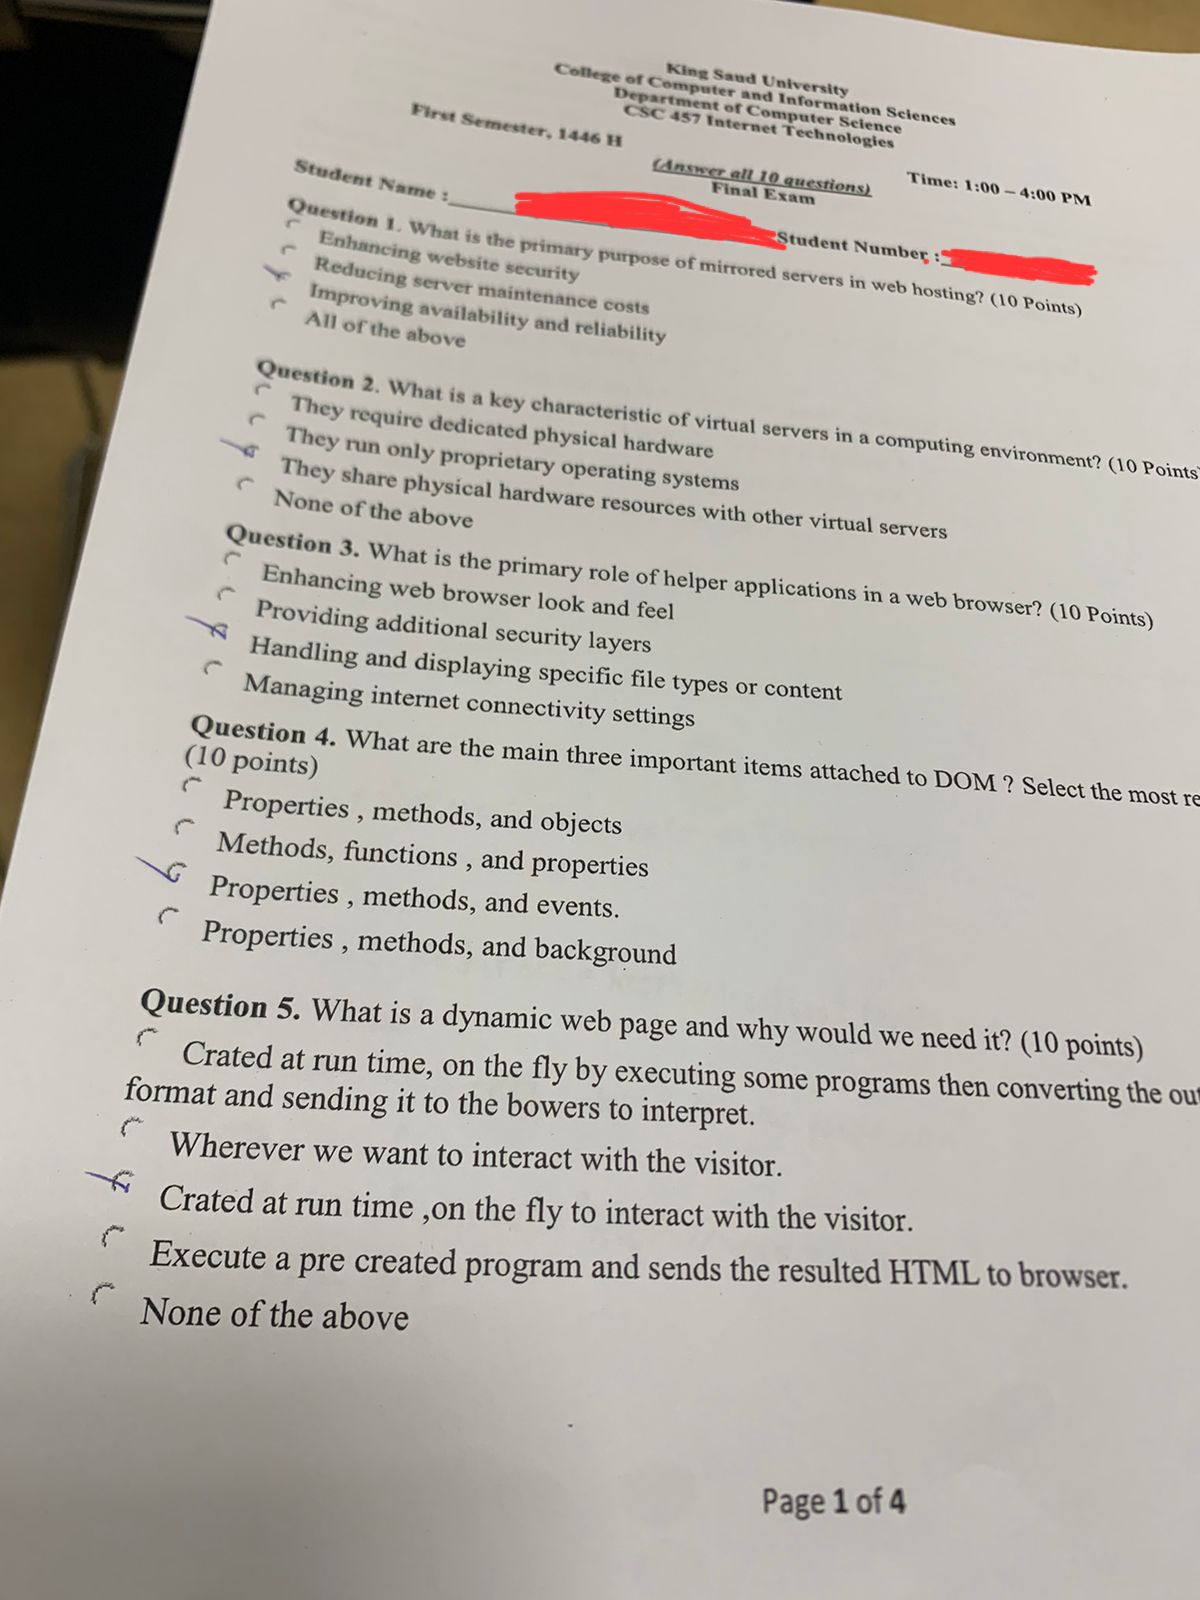 King Saud University
College of Computer and Information Sciences
Department of Computer Science
CSC 457 Internet Technologies
First Semester, 1446 H
(Answer all 10 questions)
Time: 1:00 – 4:00 PM
Final Exam
Student Name :
Student Number :
Question 1. What is the primary purpose of mirrored servers in web hosting? (10 Points)
Enhancing website security
Reducing server maintenance costs
Improving availability and reliability
All of the above
Question 2. What is a key characteristic of virtual servers in a computing environment? (10 Points
They require dedicated physical hardware
They run only proprietary operating systems
They share physical hardware resources with other virtual servers
None of the above
Question 3. What is the primary role of helper applications in a web browser? (10 Points)
Enhancing web browser look and feel
Providing additional security layers
Handling and displaying specific file types or content
Managing internet connectivity settings
Question 4. What are the main three important items attached to DOM ? Select the most
(10 points)
Properties , methods, and objects
Methods, functions , and properties
Properties , methods, and events.
Properties , methods, and background
Question 5. What is a dynamic web page and why would we need it? (10 points)
Crated at run time, on the fly by executing some programs then converting the
format and sending it to the bowers to interpret.
Wherever we want to interact with the visitor.
Crated at run time ,on the fly to interact with the visitor.
Execute a pre created program and sends the resulted HTML to browser.
None of the above
Page 1 of 4